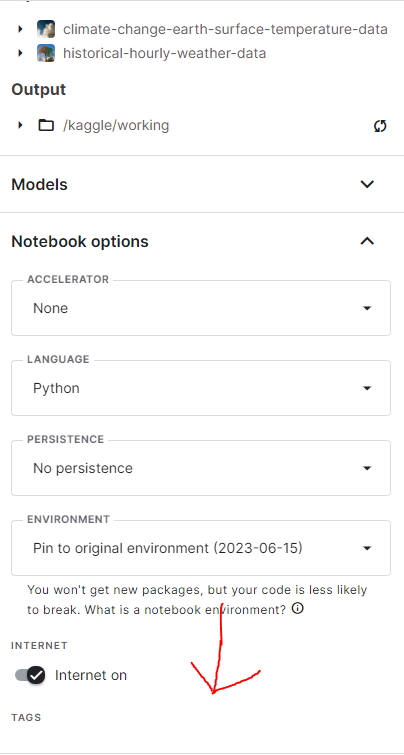 climate-change-earth-surface-temperature-data
historical-hourly-weather-data
Output
/kaggle/working
Models
Notebook options
ACCELERATOR
None
LANGUAGE
Python
PERSISTENCE
No persistence
ENVIRONMENT
Pin to original environment (2023-06-15)
You won't get new packages, but your code is less likely
to break. What is a notebook environment?
INTERNET
Internet on
TAGS